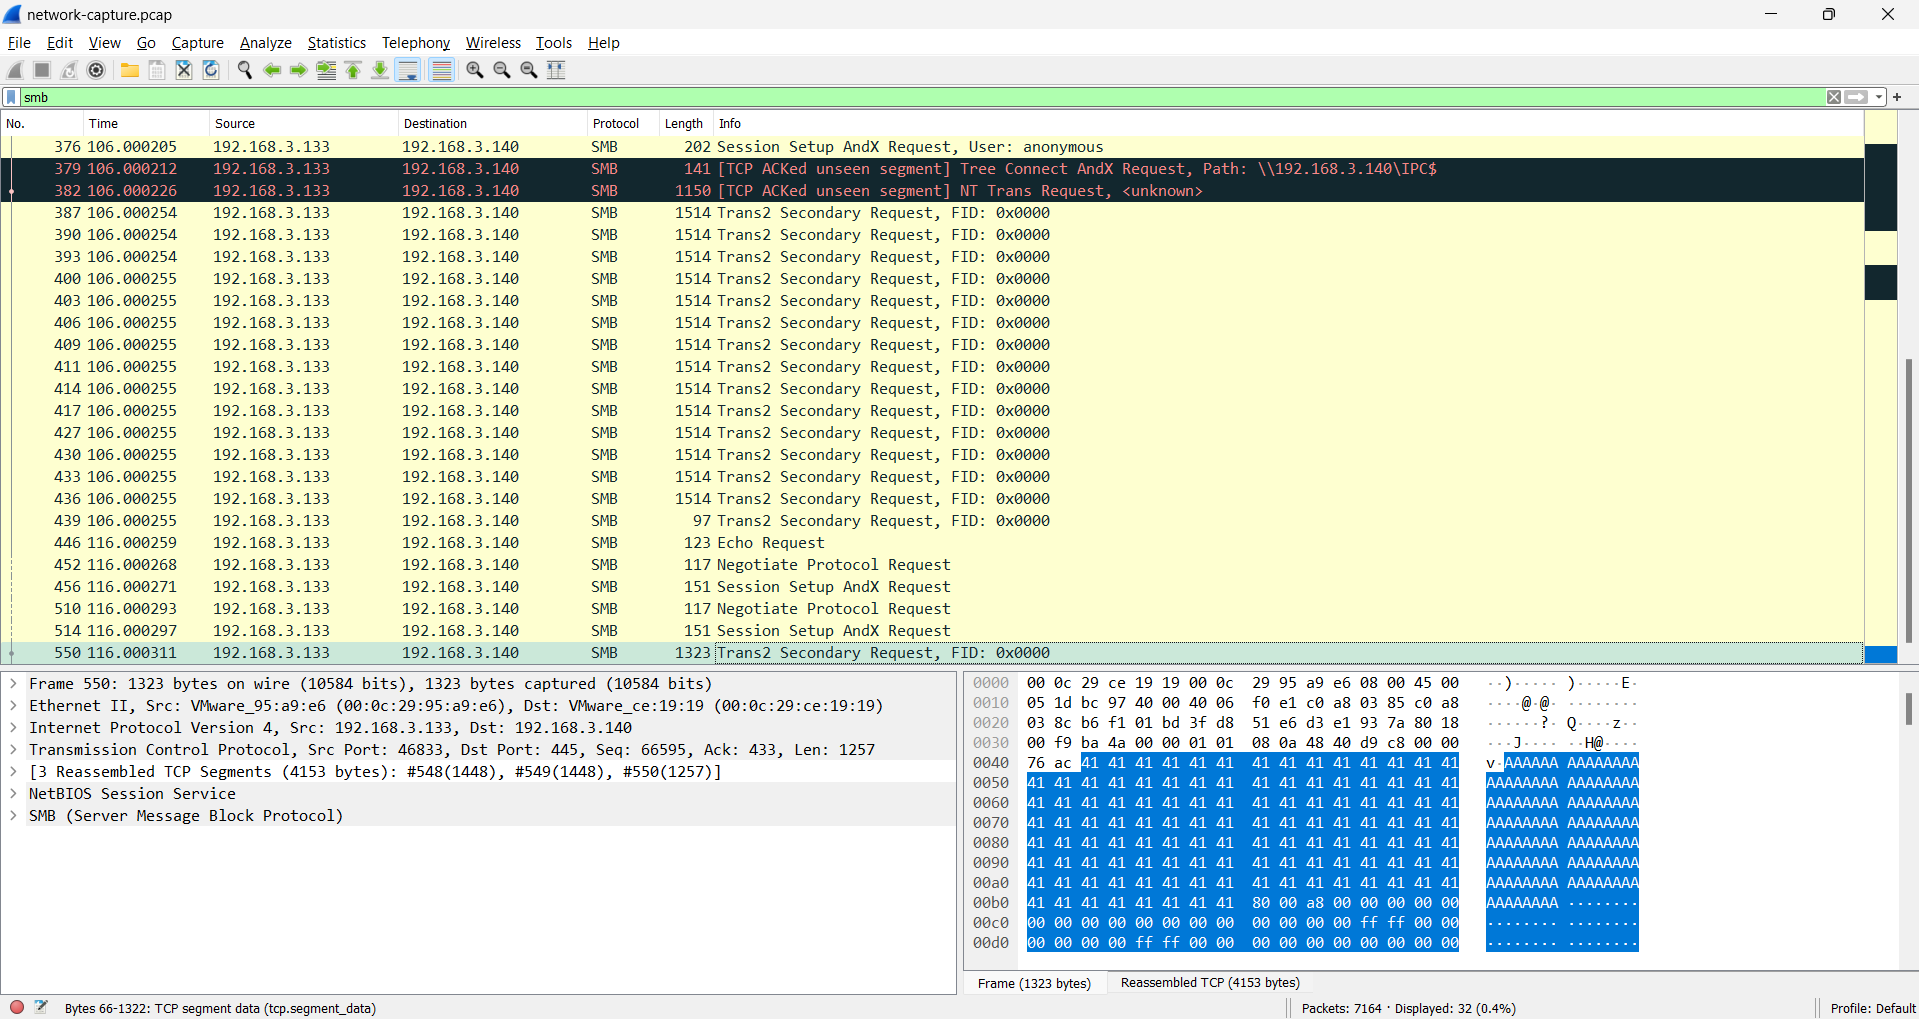 network-capture.pcap
File Edit View Go Capture Analyze Statistics Telephony Wireless Tools Help
smb
No. Time Source Destination Protocol Length Info
376 106.000205 192.168.3.133 192.168.3.140 SMB 202 Session Setup AndX Request, User: anonymous
379 106.000212 192.168.3.133 192.168.3.140 SMB 141 [TCP ACKed unseen segment] Tree Connect AndX Request, Path: \\192.168.3.140\IPC$
382 106.000226 192.168.3.133 192.168.3.140 SMB 1150 [TCP ACKed unseen segment] NT Trans Request, <unknown>
387 106.000254 192.168.3.133 192.168.3.140 SMB 1514 Trans2 Secondary Request, FID: 0x0000
390 106.000254 192.168.3.133 192.168.3.140 SMB 1514 Trans2 Secondary Request, FID: 0x0000
393 106.000254 192.168.3.133 192.168.3.140 SMB 1514 Trans2 Secondary Request, FID: 0x0000
400 106.000255 192.168.3.133 192.168.3.140 SMB 1514 Trans2 Secondary Request, FID: 0x0000
403 106.000255 192.168.3.133 192.168.3.140 SMB 1514 Trans2 Secondary Request, FID: 0x0000
406 106.000255 192.168.3.133 192.168.3.140 SMB 1514 Trans2 Secondary Request, FID: 0x0000
409 106.000255 192.168.3.133 192.168.3.140 SMB 1514 Trans2 Secondary Request, FID: 0x0000
411 106.000255 192.168.3.133 192.168.3.140 SMB 1514 Trans2 Secondary Request, FID: 0x0000
414 106.000255 192.168.3.133 192.168.3.140 SMB 1514 Trans2 Secondary Request, FID: 0x0000
417 106.000255 192.168.3.133 192.168.3.140 SMB 1514 Trans2 Secondary Request, FID: 0x0000
427 106.000255 192.168.3.133 192.168.3.140 SMB 1514 Trans2 Secondary Request, FID: 0x0000
430 106.000255 192.168.3.133 192.168.3.140 SMB 1514 Trans2 Secondary Request, FID: 0x0000
433 106.000255 192.168.3.133 192.168.3.140 SMB 1514 Trans2 Secondary Request, FID: 0x0000
436 106.000255 192.168.3.133 192.168.3.140 SMB 1514 Trans2 Secondary Request, FID: 0x0000
439 106.000255 192.168.3.133 192.168.3.140 SMB 97 Trans2 Secondary Request, FID: 0x0000
446 116.000259 192.168.3.133 192.168.3.140 SMB 123 Echo Request
452 116.000268 192.168.3.133 192.168.3.140 SMB 117 Negotiate Protocol Request
456 116.000271 192.168.3.133 192.168.3.140 SMB 151 Session Setup AndX Request
510 116.000293 192.168.3.133 192.168.3.140 SMB 117 Negotiate Protocol Request
514 116.000297 192.168.3.133 192.168.3.140 SMB 151 Session Setup AndX Request
550 116.000311 192.168.3.133 192.168.3.140 SMB 1323 Trans2 Secondary Request, FID: 0x0000
Frame 550: 1323 bytes on wire (10584 bits), 1323 bytes captured (10584 bits)
Ethernet II, Src: VMware_95:a9:e6 (00:0c:29:95:a9:e6), Dst: VMware_ce:19:19 (00:0c:29:ce:19:19)
Internet Protocol Version 4, Src: 192.168.3.133, Dst: 192.168.3.140
Transmission Control Protocol, Src Port: 46833, Dst Port: 445, Seq: 66595, Ack: 433, Len: 1257
[3 Reassembled TCP Segments (4153 bytes): #548(1448), #549(1448), #550(1257)]
NetBIOS Session Service
SMB (Server Message Block Protocol)
0000 00 0c 29 ce 19 19 00 0c 29 95 a9 e6 08 00 45 00 ··)····· )·····E·
0010 05 1d bc 97 40 00 40 06 f0 e1 c0 a8 03 85 c0 a8 ····@·@· ········
0020 03 8c b6 f1 01 bd 3f d8 51 e6 d3 e1 93 7a 80 18 ······?· Q····z··
0030 00 f9 ba 4a 00 00 01 01 08 0a 48 40 d9 c8 00 00 ···J···· ··H@····
0040 76 ac 41 41 41 41 41 41 41 41 41 41 41 41 41 41 v·AAAAAA AAAAAAAA
0050 41 41 41 41 41 41 41 41 41 41 41 41 41 41 41 41 AAAAAAAA AAAAAAAA
0060 41 41 41 41 41 41 41 41 41 41 41 41 41 41 41 41 AAAAAAAA AAAAAAAA
0070 41 41 41 41 41 41 41 41 41 41 41 41 41 41 41 41 AAAAAAAA AAAAAAAA
0080 41 41 41 41 41 41 41 41 41 41 41 41 41 41 41 41 AAAAAAAA AAAAAAAA
0090 41 41 41 41 41 41 41 41 41 41 41 41 41 41 41 41 AAAAAAAA AAAAAAAA
00a0 41 41 41 41 41 41 41 41 41 41 41 41 41 41 41 41 AAAAAAAA AAAAAAAA
00b0 41 41 41 41 41 41 41 41 80 00 a8 00 00 00 00 00 AAAAAAAA ········
00c0 00 00 00 00 00 00 00 00 00 00 00 00 ff ff 00 00 ········ ········
00d0 00 00 00 00 ff ff 00 00 00 00 00 00 00 00 00 00 ········ ········
Frame (1323 bytes) Reassembled TCP (4153 bytes)
Bytes 66-1322: TCP segment data (tcp.segment_data) Packets: 7164 · Displayed: 32 (0.4%) Profile: Default